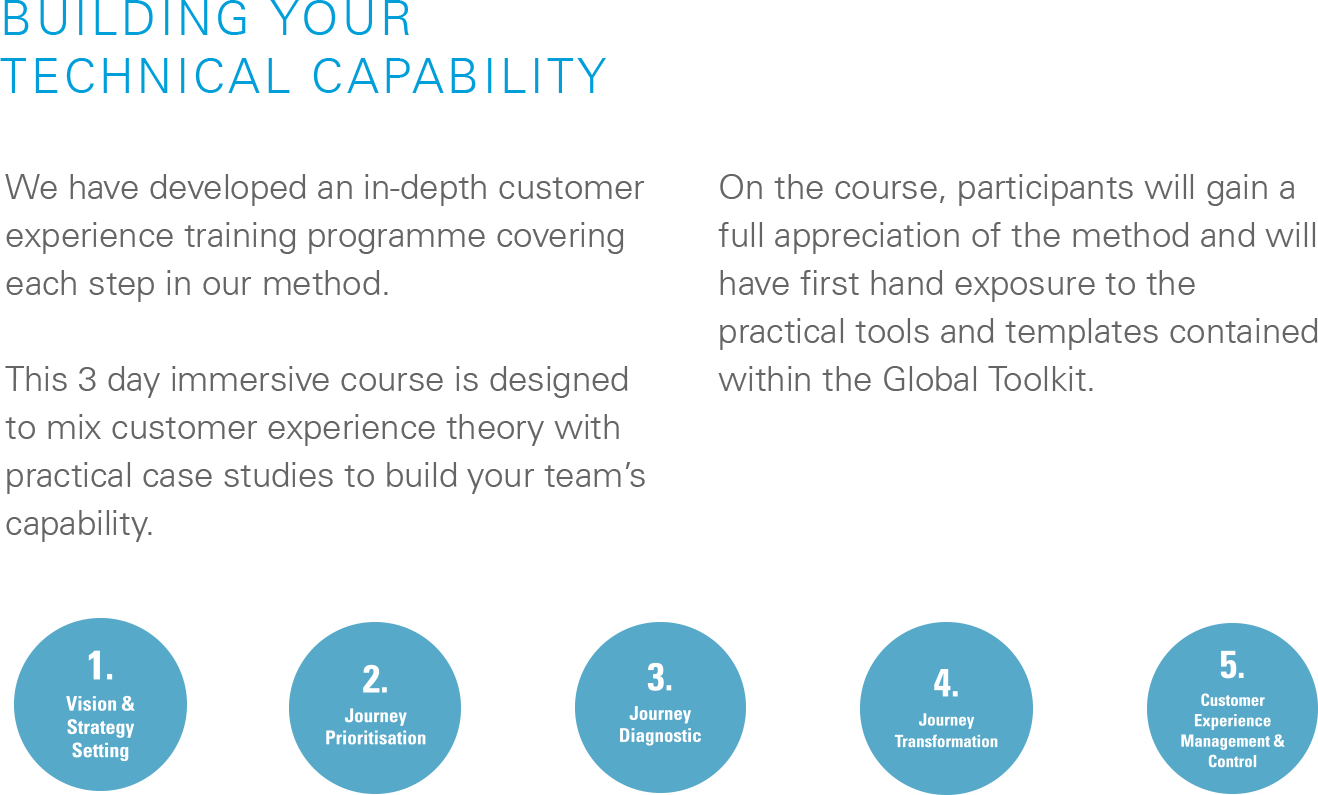 BUILDING YOUR
TECHNICAL CAPABILITY
We have developed an in-depth customer
experience training programme covering
each step in our method.
This 3 day immersive course is designed
to mix customer experience theory with
practical case studies to build your team’s
capability.
On the course, participants will gain a
full appreciation of the method and will
have first hand exposure to the
practical tools and templates contained
within the Global Toolkit.
1.
Vision &
Strategy
Setting
2.
Journey
Prioritisation
3.
Journey
Diagnostic
4.
Journey
Transformation
5.
Customer
Experience
Management &
Control